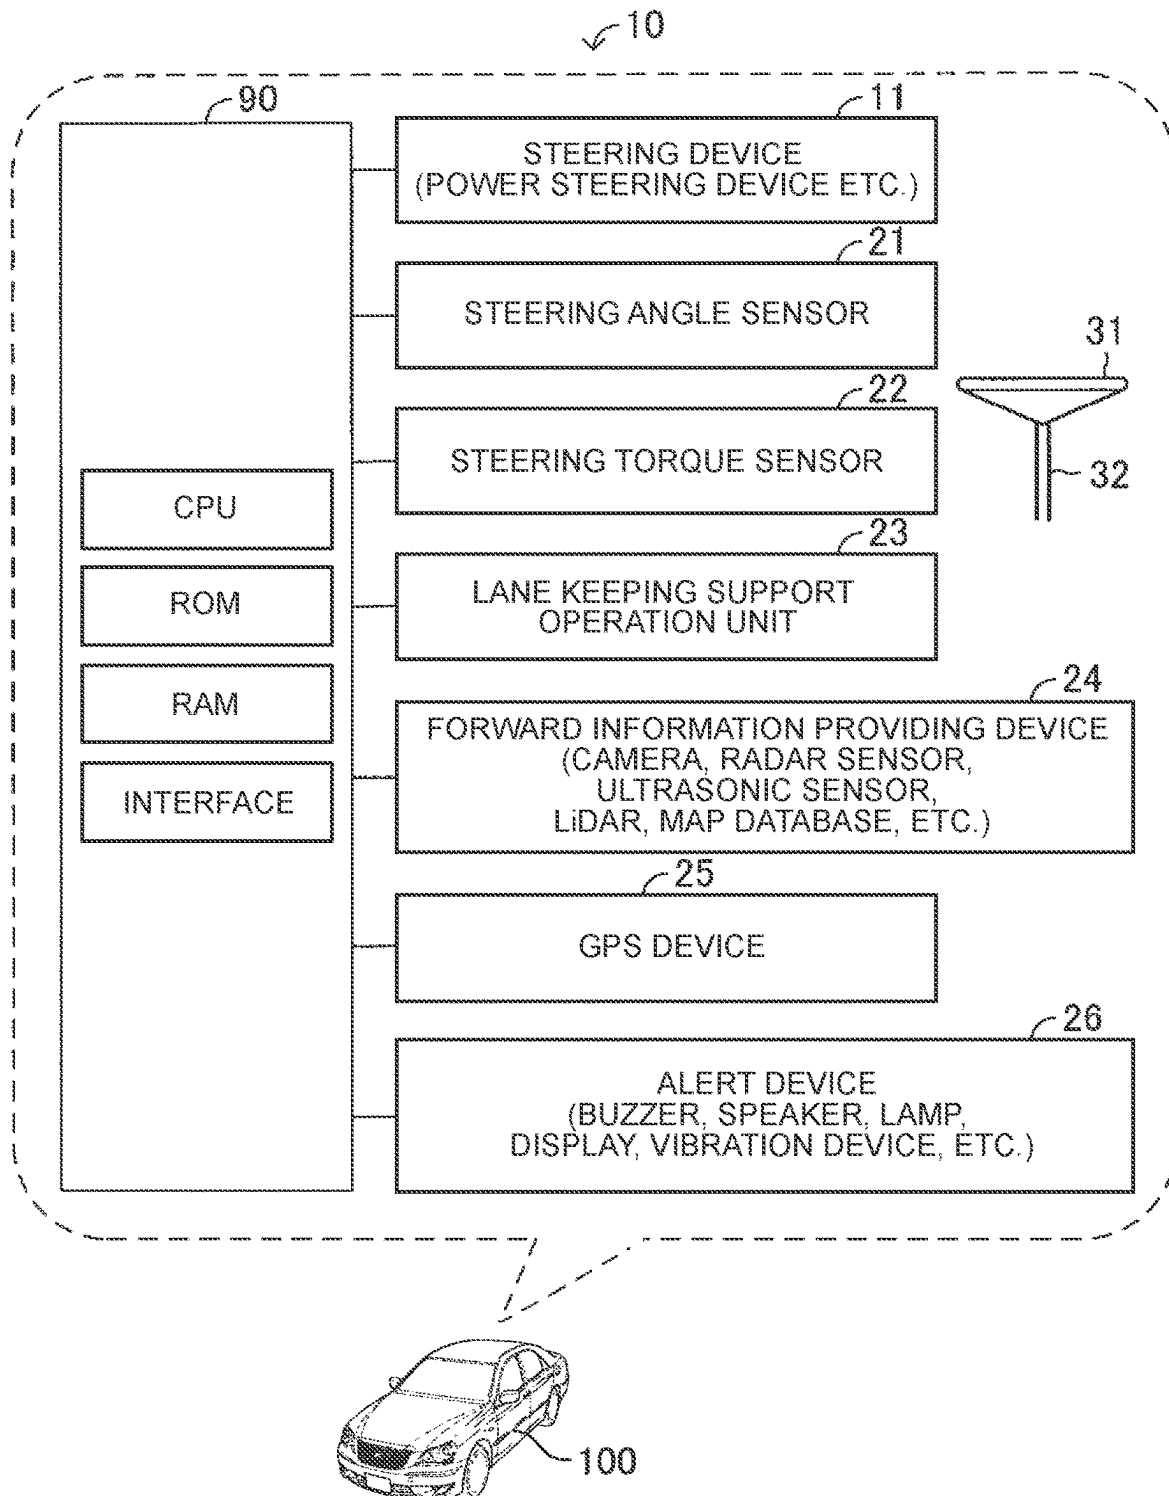 10
90
11
STEERING DEVICE
(POWER STEERING DEVICE ETC.)
21
STEERING ANGLE SENSOR
31
22
STEERING TORQUE SENSOR
32
CPU
23
LANE KEEPING SUPPORT
OPERATION UNIT
ROM
RAM
24
FORWARD INFORMATION PROVIDING DEVICE
(CAMERA, RADAR SENSOR,
ULTRASONIC SENSOR,
LiDAR, MAP DATABASE, ETC.)
INTERFACE
25
GPS DEVICE
26
ALERT DEVICE
(BUZZER, SPEAKER, LAMP,
DISPLAY, VIBRATION DEVICE, ETC.)
100